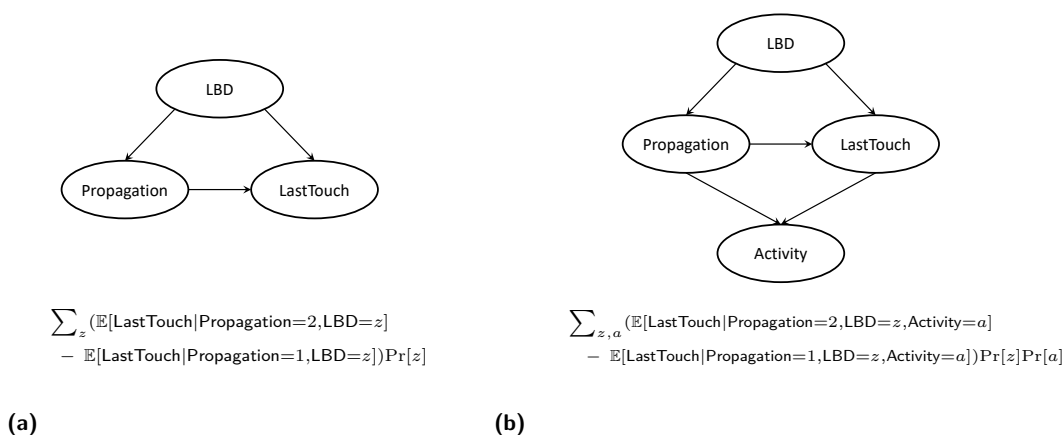 LBD
Propagation
LastTouch
∑z(𝔼[LastTouch|Propagation=2,LBD=z]
− 𝔼[LastTouch|Propagation=1,LBD=z])Pr[z]
(a)
LBD
Propagation
LastTouch
Activity
∑z,a(𝔼[LastTouch|Propagation=2,LBD=z,Activity=a]
− 𝔼[LastTouch|Propagation=1,LBD=z,Activity=a])Pr[z]Pr[a]
(b)